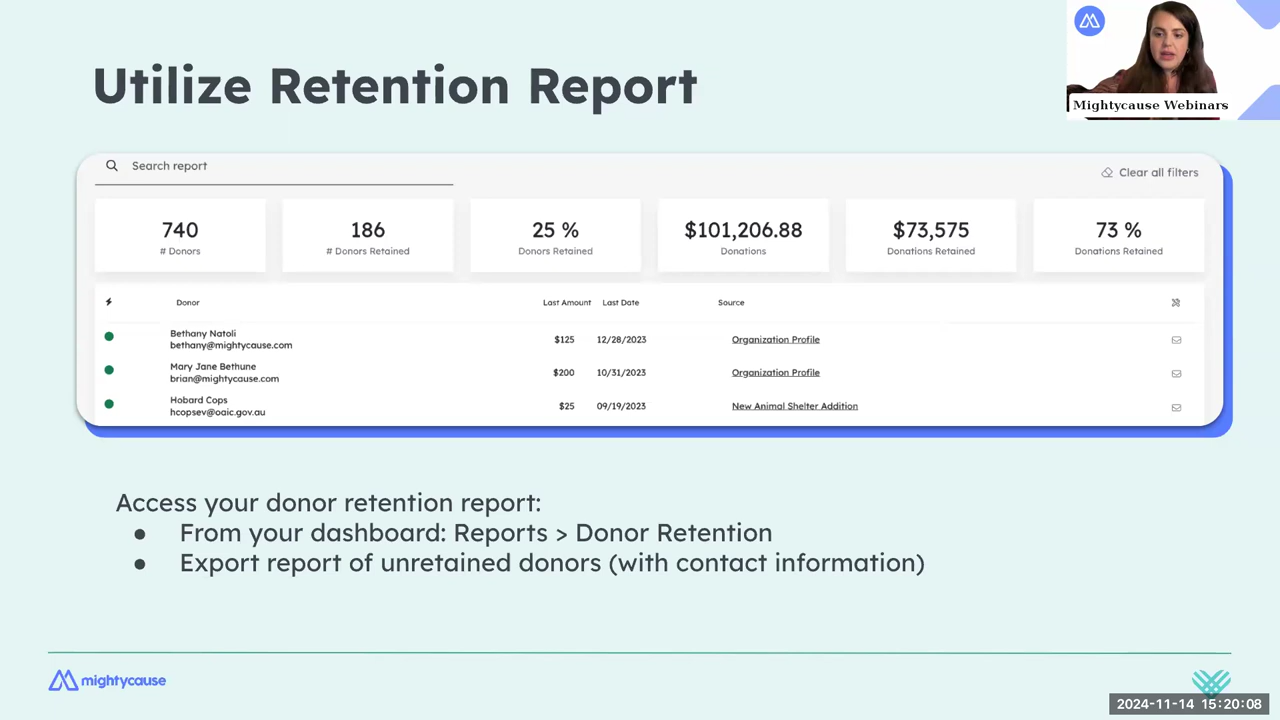 Utilize Retention Report
Mightycause Webinars
Search report
Clear all filters
740
# Donors
186
# Donors Retained
25 %
Donors Retained
$101,206.88
Donations
$73,575
Donations Retained
73 %
Donations Retained
Donor Last Amount Last Date Source
Bethany Natoli
bethany@mightycause.com
$125 12/28/2023 Organization Profile
Mary Jane Bethune
brian@mightycause.com
$200 10/31/2023 Organization Profile
Hobard Cops
hcopsev@oaic.gov.au
$25 09/19/2023 New Animal Shelter Addition
Access your donor retention report:
● From your dashboard: Reports > Donor Retention
● Export report of unretained donors (with contact information)
mightycause
2024-11-14 15:20:08